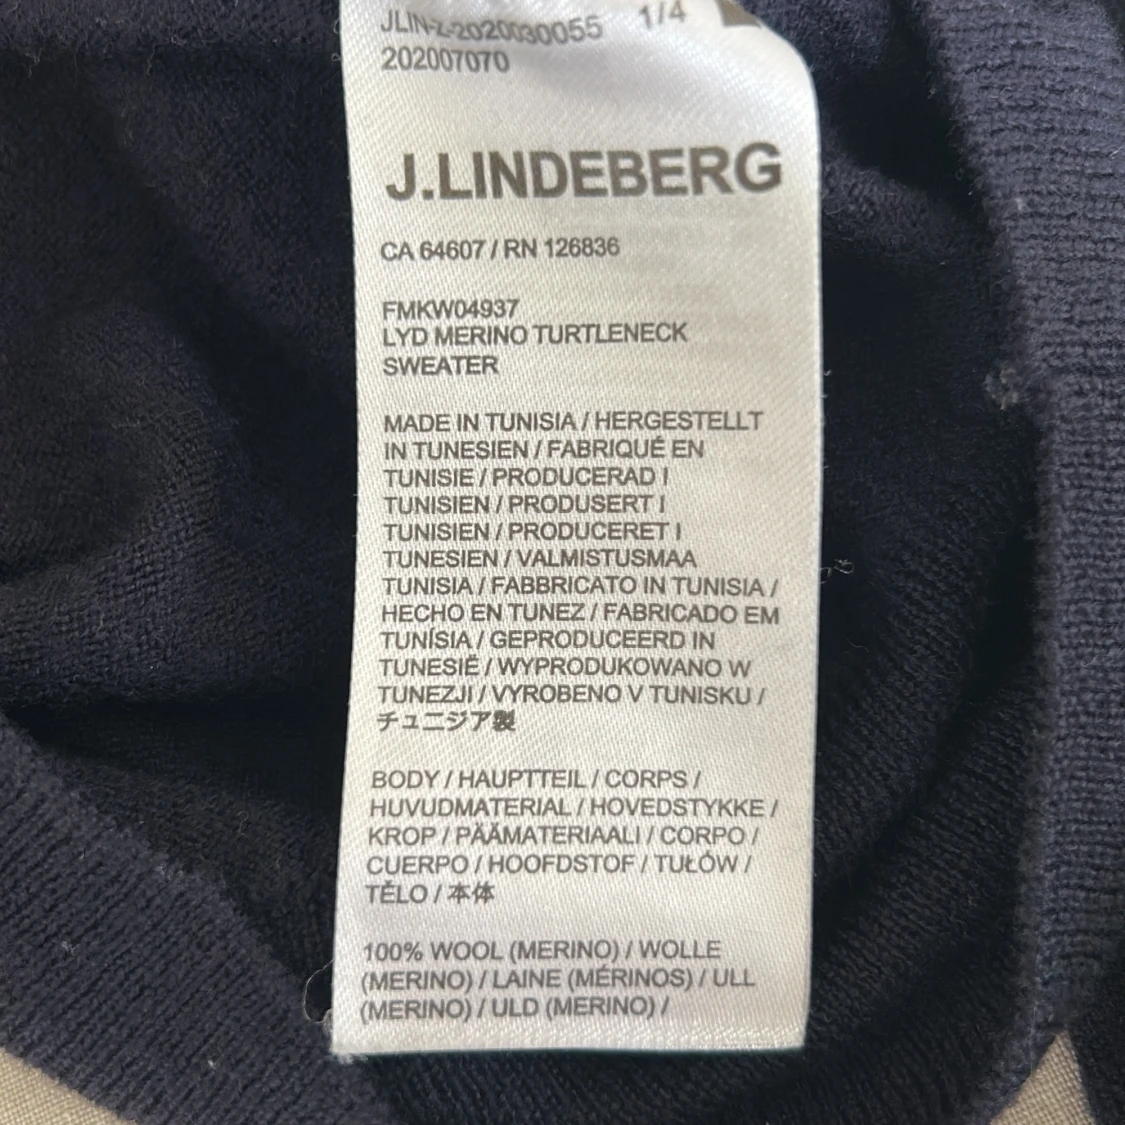 JLIN-Z-2020030055 1/4
202007070
J.LINDEBERG
CA 64607 / RN 126836
FMKW04937
LYD MERINO TURTLENECK
SWEATER
MADE IN TUNISIA / HERGESTELLT
IN TUNESIEN / FABRIQUÉ EN
TUNISIE / PRODUCERAD I
TUNISIEN / PRODUSERT I
TUNISIEN / PRODUCERET I
TUNESIEN / VALMISTUSMAA
TUNISIA / FABBRICATO IN TUNISIA /
HECHO EN TUNEZ / FABRICADO EM
TUNÍSIA / GEPRODUCEERD IN
TUNESIË / WYPRODUKOWANO W
TUNEZJI / VYROBENO V TUNISKU /
チュニジア製
BODY / HAUPTTEIL / CORPS /
HUVUDMATERIAL / HOVEDSTYKKE /
KROP / PÄÄMATERIAALI / CORPO /
CUERPO / HOOFDSTOF / TUŁÓW /
TĚLO / 本体
100% WOOL (MERINO) / WOLLE
(MERINO) / LAINE (MÉRINOS) / ULL
(MERINO) / ULD (MERINO) /